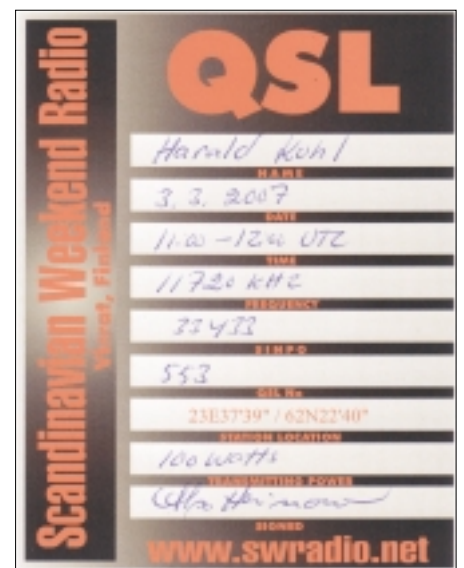 Scandinavian Weekend Radio
Virrat, Finland
QSL
Harald Kuhl
NAME
3. 3. 2007
DATE
11.00 - 1200 UTC
TIME
11720 kHz
FREQUENCY
33433
SINPO
553
QSL No
23E37'39" / 62N22'40"
STATION LOCATION
100 watts
TRANSMITTING POWER
SIGNED
www.swradio.net